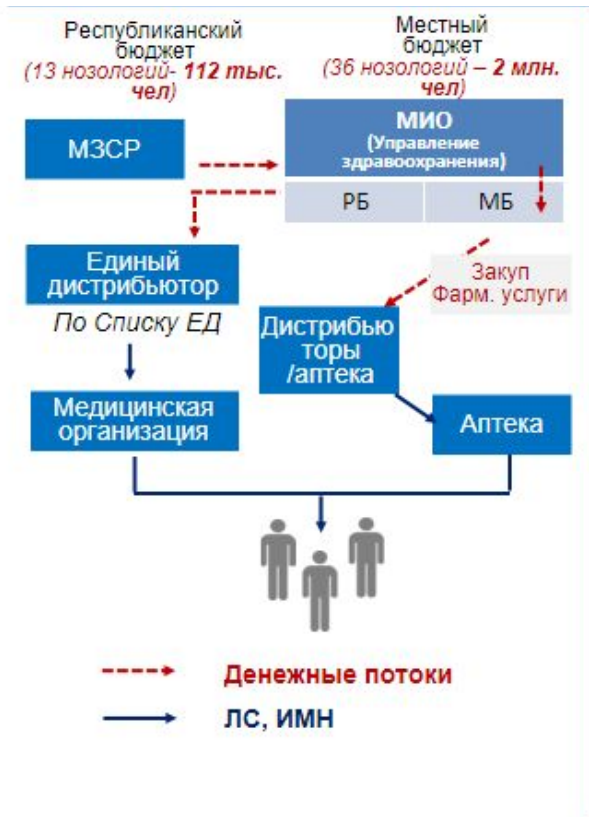 Республиканский
бюджет
(13 нозологий- 112 тыс.
чел)
Местный
бюджет
(36 нозологий – 2 млн.
чел)
МЗСР
МИО
(Управление
здравоохранения)
РБ
МБ
Единый
дистрибьютор
По Списку ЕД
Закуп
Фарм. услуги
Дистрибью
торы
/аптека
Медицинская
организация
Аптека
Денежные потоки
ЛС, ИМН